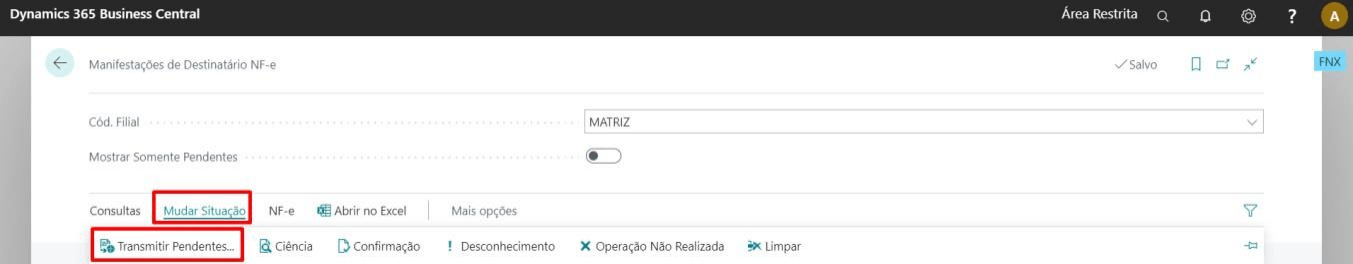 Dynamics 365 Business Central Área Restrita ? A
Manifestações de Destinatário NF-e Salvo FNX
Cód. Filial MATRIZ
Mostrar Somente Pendentes
Consultas Mudar Situação NF-e Abrir no Excel Mais opções
Transmitir Pendentes... Ciência Confirmação ! Desconhecimento Operação Não Realizada Limpar